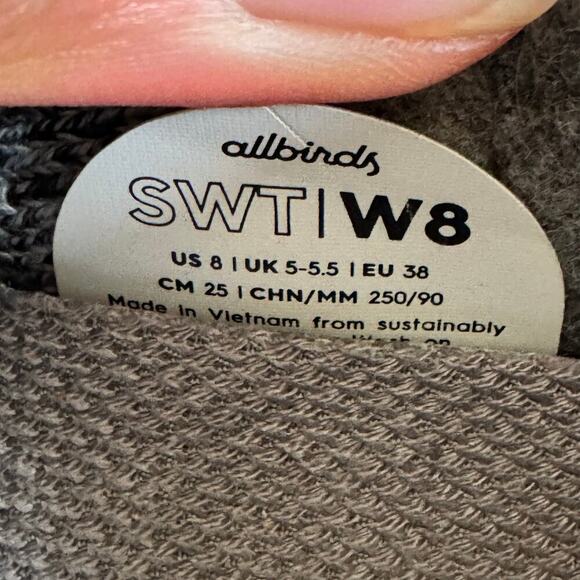 allbirds
SWT | W8
US 8 | UK 5-5.5 | EU 38
CM 25 | CHN/MM 250/90
Made in Vietnam from sustainably